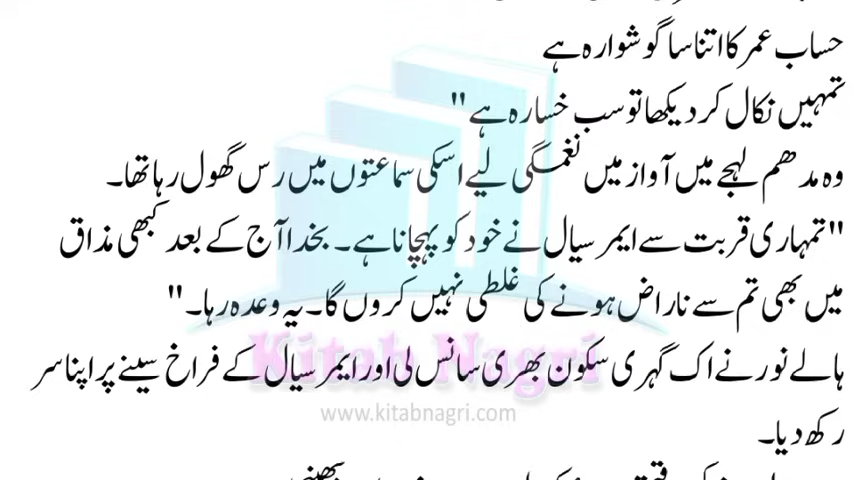 حساب عمر کا اتنا سا گوشوارہ ہے
تمہیں نکال کر دیکھا تو سب خسارہ ہے"
وہ مدھم لہجے میں آواز میں نغمگی لیے اسکی سماعتوں میں رس گھول رہا تھا۔
"تمہاری قربت سے ایمر سیال نے خود کو پہچانا ہے۔ بخدا آج کے بعد کبھی مذاق
میں بھی تم سے ناراض ہونے کی غلطی نہیں کروں گا۔ یہ وعدہ رہا۔"
ہالے نور نے اک گہری سکون بھری سانس لی اور ایمر سیال کے فراخ سینے پر اپنا سر
رکھ دیا۔
Kitab Nagri
www.kitabnagri.com